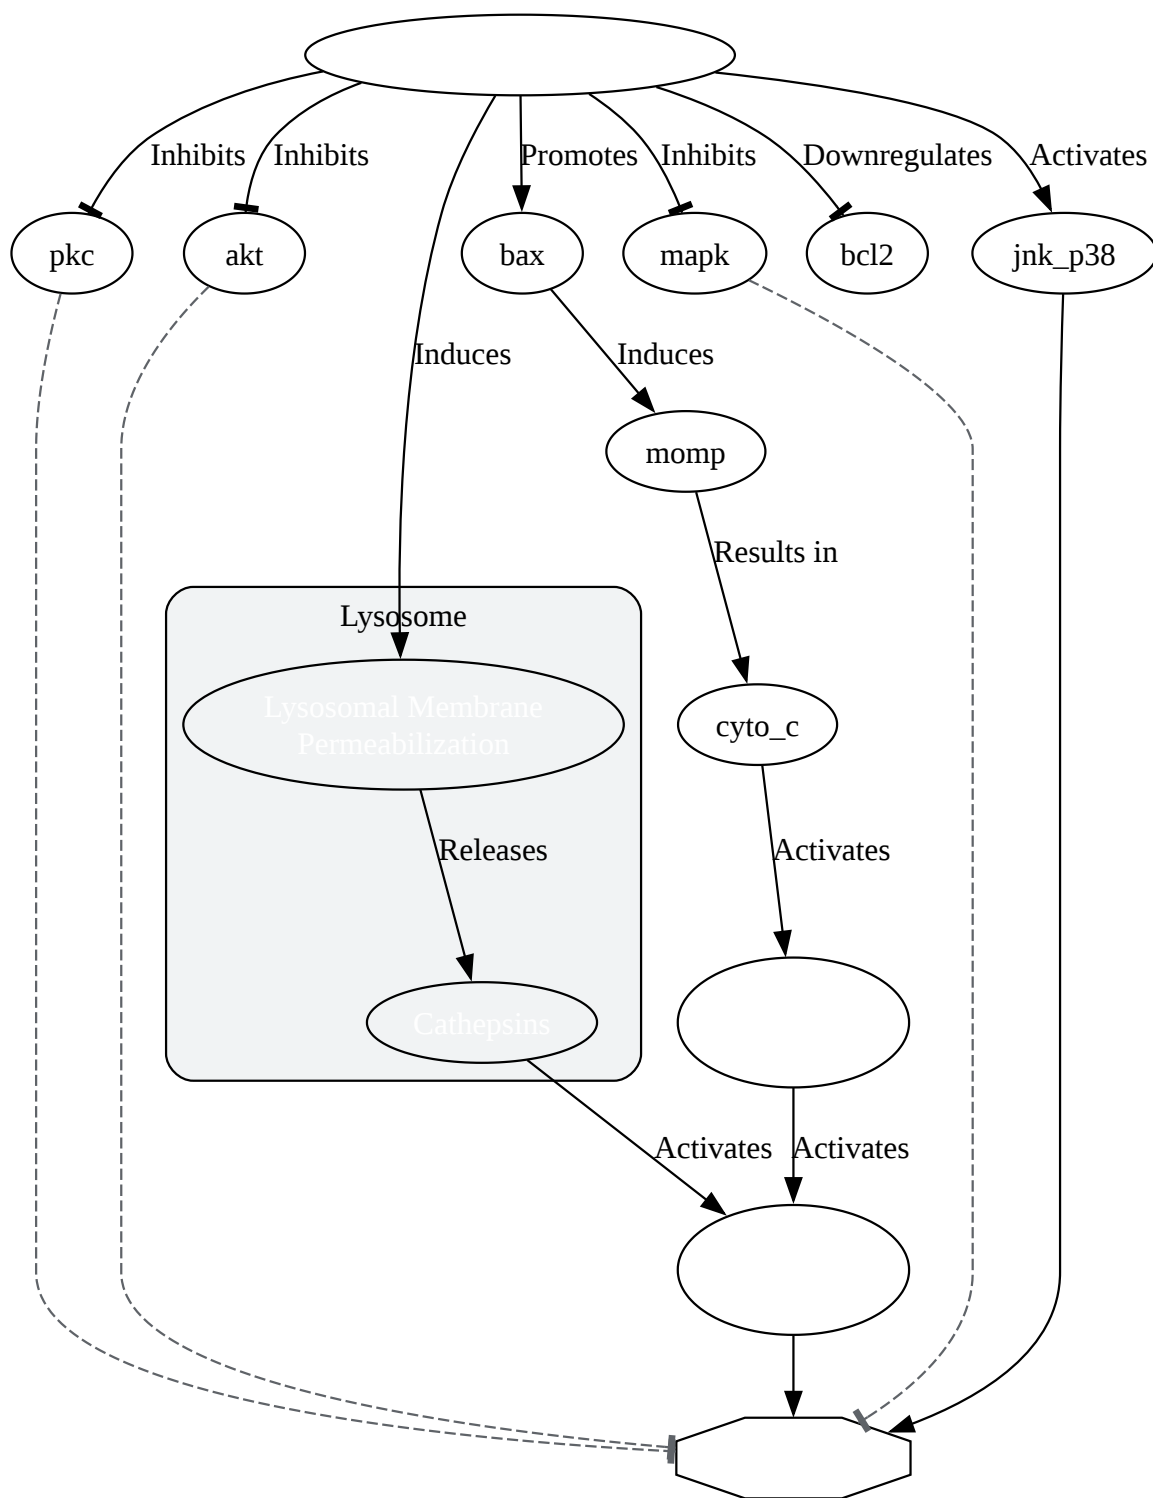 Inhibits
Inhibits
Promotes
Inhibits
Downregulates
Activates
pkc
akt
bax
mapk
bcl2
jnk_p38
Induces
Induces
momp
Results in
Lysosome
Lysosomal Membrane
Permeabilization
cyto_c
Releases
Activates
Cathepsins
Activates
Activates